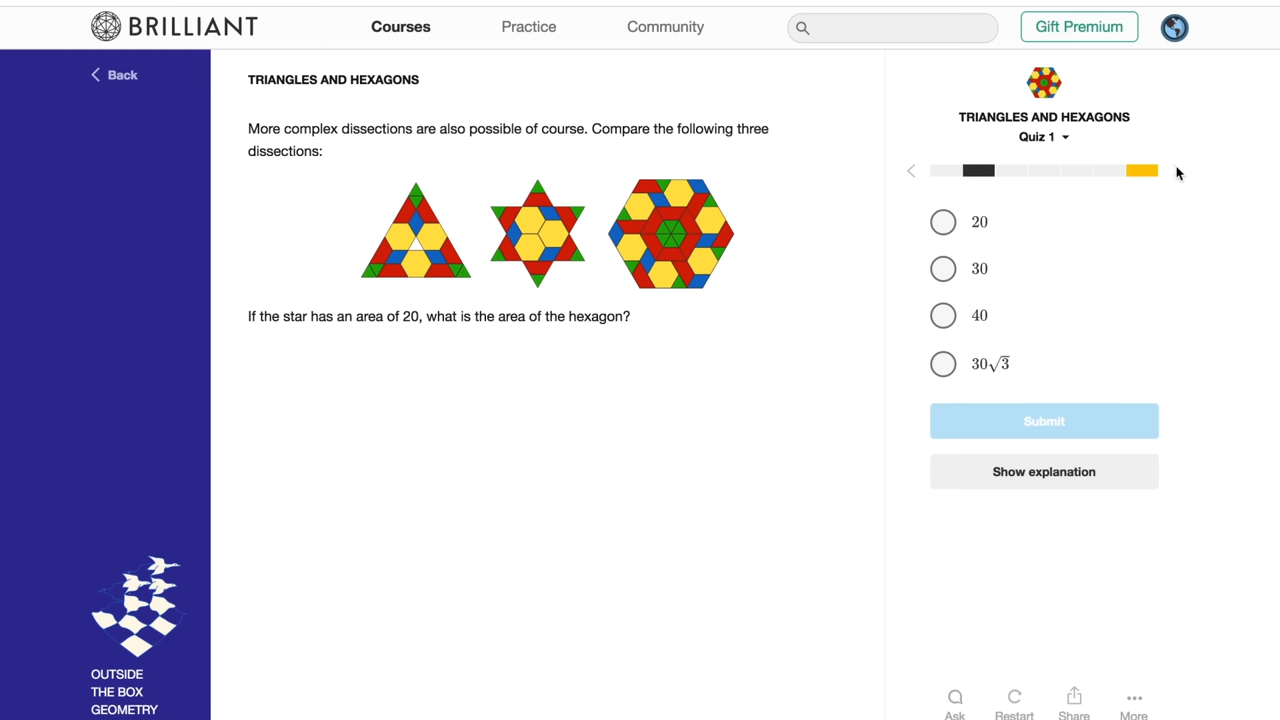 BRILLIANT
Courses
Practice
Community
Gift Premium
Back
TRIANGLES AND HEXAGONS
More complex dissections are also possible of course. Compare the following three
dissections:
If the star has an area of 20, what is the area of the hexagon?
TRIANGLES AND HEXAGONS
Quiz 1
20
30
40
30√3
Submit
Show explanation
OUTSIDE
THE BOX
GEOMETRY
Ask
Restart
Share
More